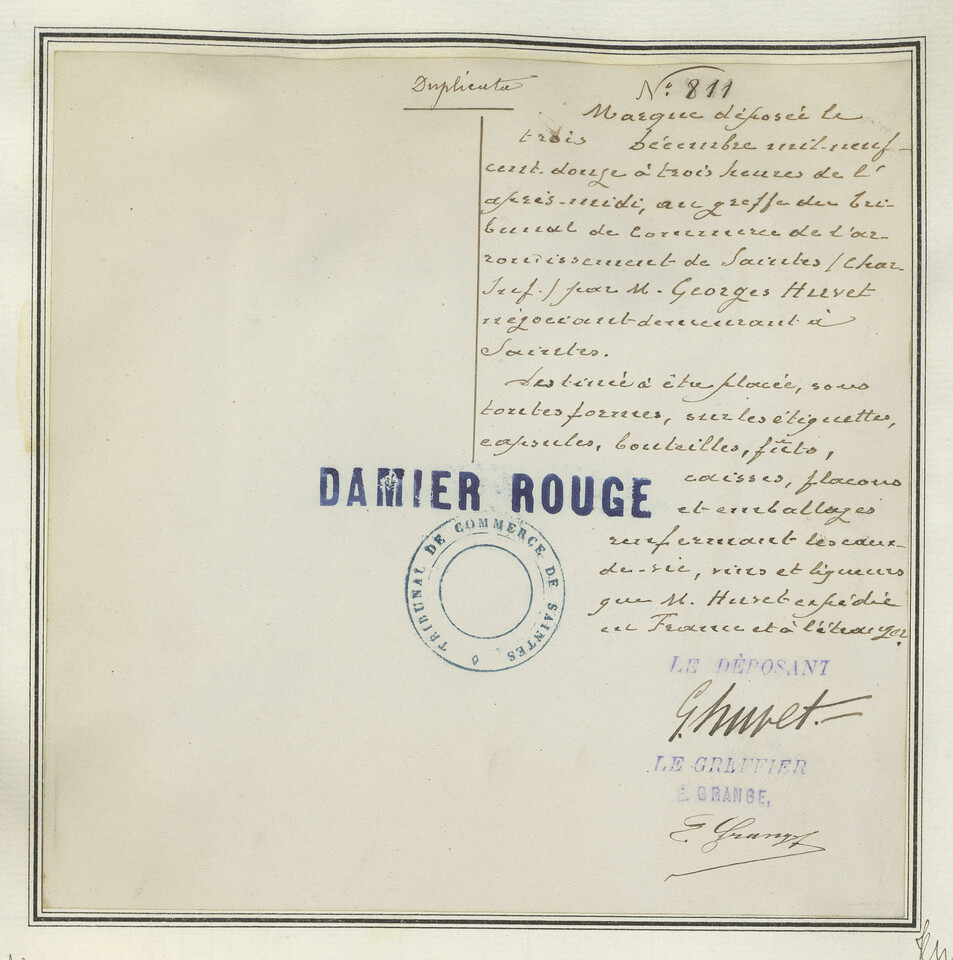 Duplicata
N° 811
Marque déposée le
trois Décembre mil-neuf-
cent-douze à trois heures de l'
après-midi, au greffe du Tri-
bunal de Commerce de l'ar-
rondissement de Saintes / Char.
Inf. / par M. Georges Huvet
négociant demeurant à
Saintes.
Destinée à être placée, sous
toutes formes, sur les étiquettes,
capsules, bouteilles, fûts,
caisses, flacons
et emballages
renfermant les eaux-
de-vie, vins et liqueurs
que M. Huvet expédie
en France et à l'étranger.
DAMIER ROUGE
TRIBUNAL DE COMMERCE DE SAINTES
LE DÉPOSANT
G. Huvet
LE GREFFIER
E. GRANGE,
E. Grange